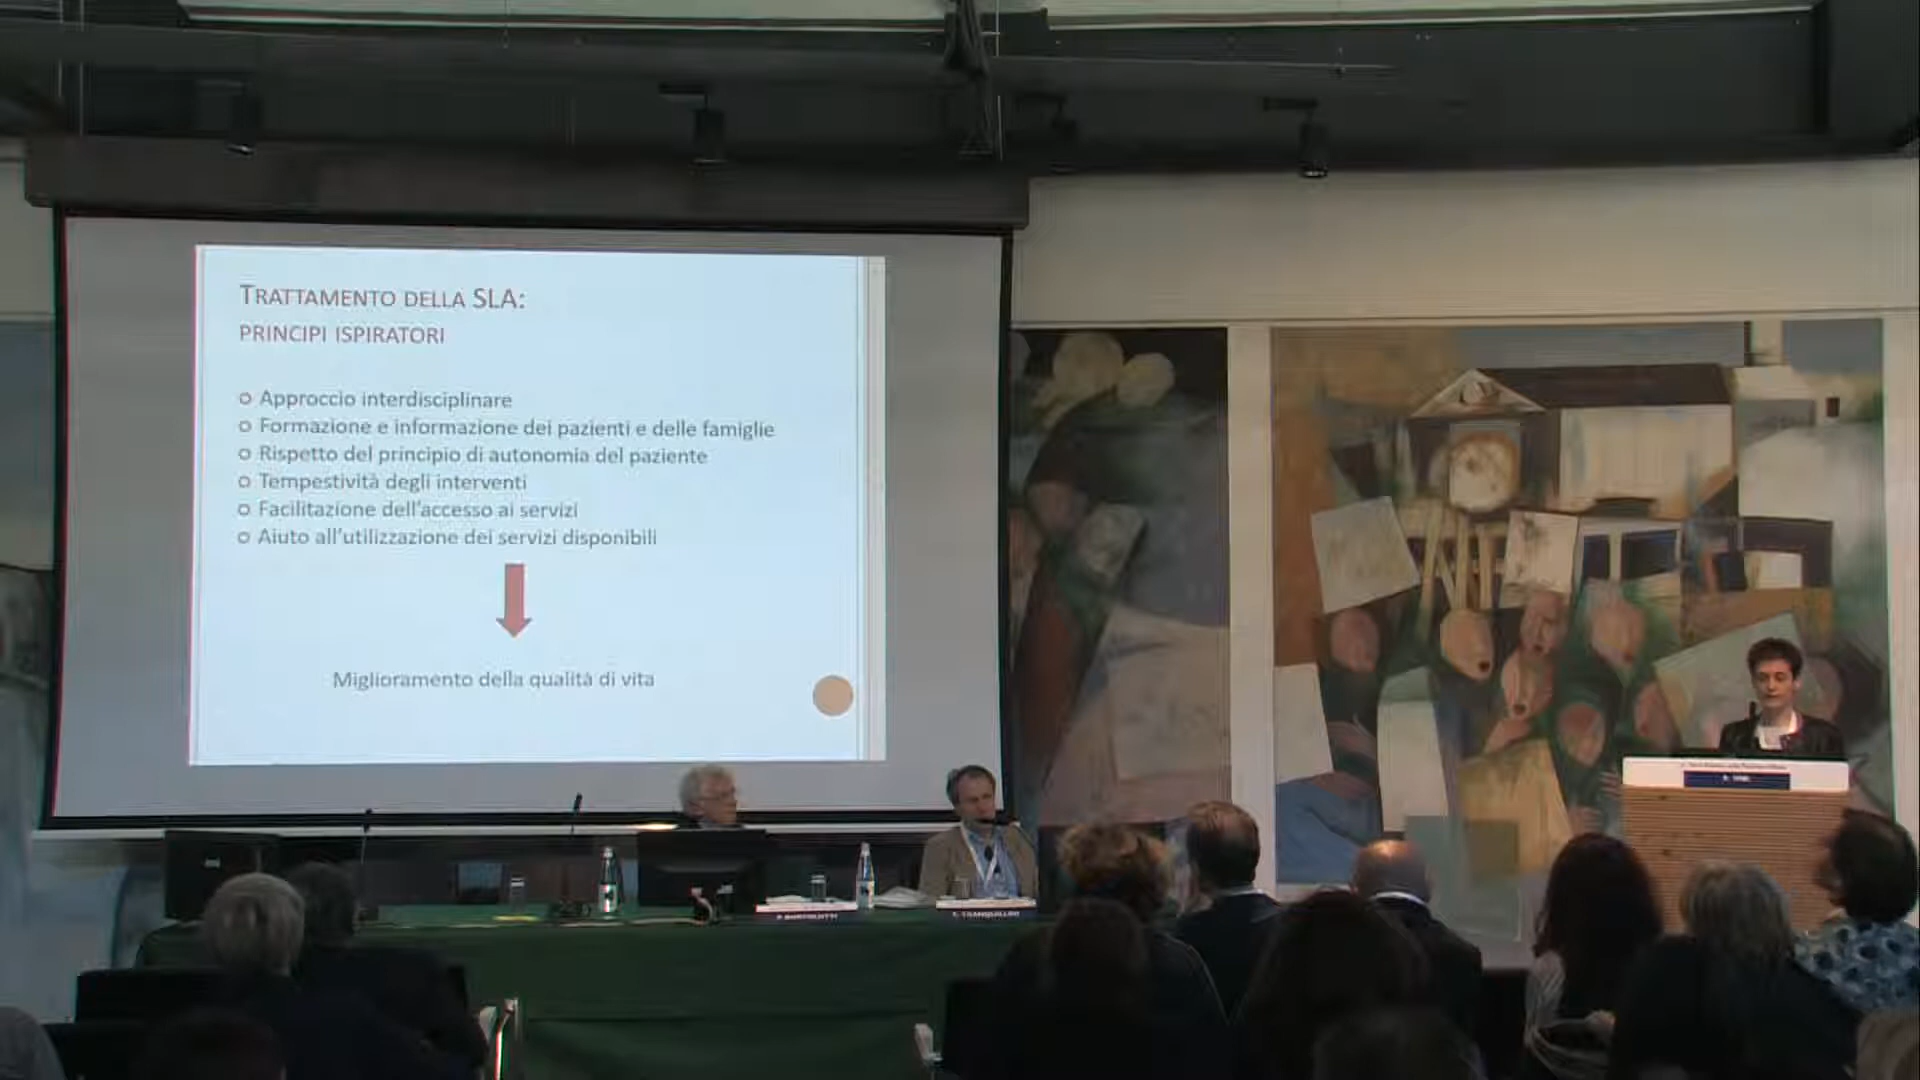 TRATTAMENTO DELLA SLA:
PRINCIPI ISPIRATORI
Approccio interdisciplinare
Formazione e informazione dei pazienti e delle famiglie
Rispetto del principio di autonomia del paziente
Tempestività degli interventi
Facilitazione dell'accesso ai servizi
Aiuto all'utilizzazione dei servizi disponibili
Miglioramento della qualità di vita
P. BORTOLOTTI